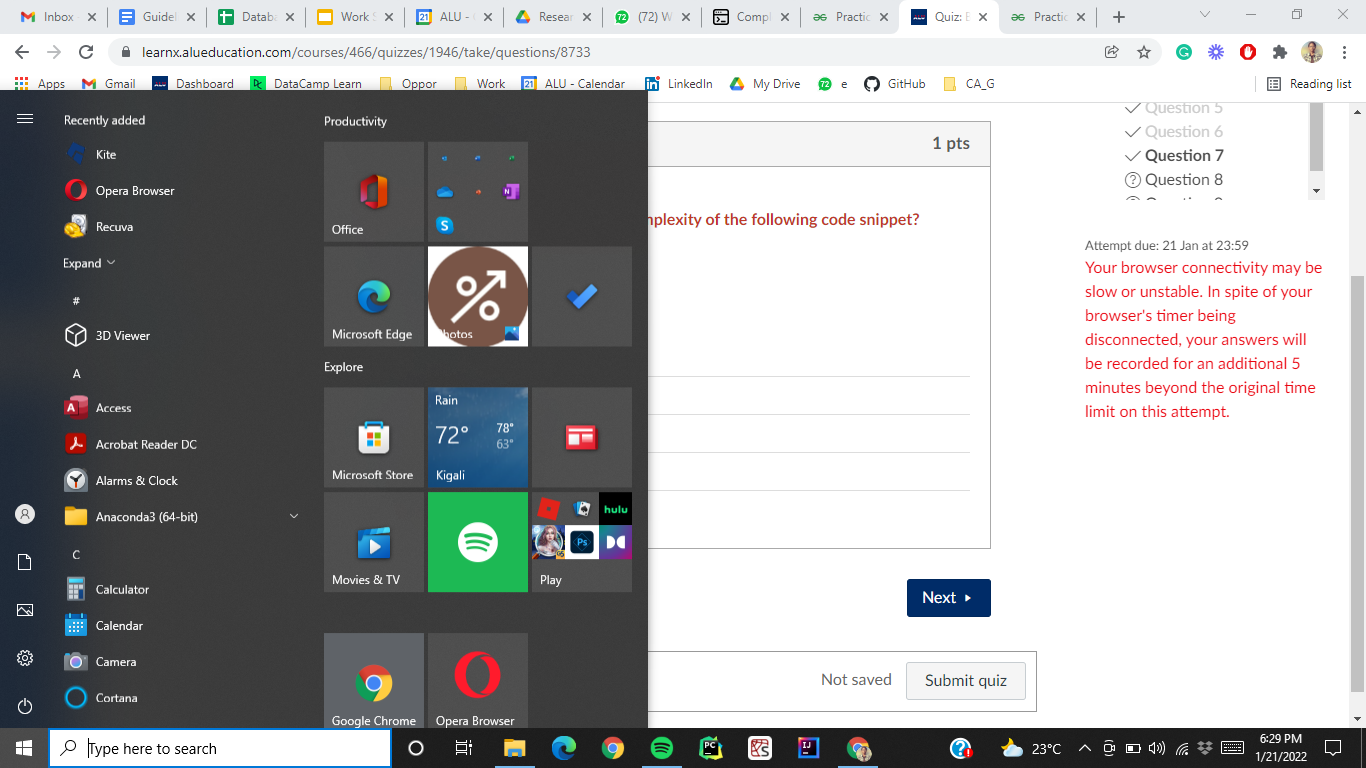 Inbox
Guidel
Datab
Work S
ALU -
Resear
(72) W
Compl
Practic
Quiz: E
Practic
learnx.alueducation.com/courses/466/quizzes/1946/take/questions/8733
Apps
Gmail
Dashboard
DataCamp Learn
Oppor
Work
ALU - Calendar
LinkedIn
My Drive
e
GitHub
CA_G
Reading list
Recently added
Kite
Opera Browser
Recuva
Expand
#
3D Viewer
A
Access
Acrobat Reader DC
Alarms & Clock
Anaconda3 (64-bit)
C
Calculator
Calendar
Camera
Cortana
Productivity
Office
Microsoft Edge
Photos
Explore
Microsoft Store
Rain
72° 78°
63°
Kigali
Movies & TV
hulu
Ps
Play
Google Chrome
Opera Browser
1 pts
mplexity of the following code snippet?
Next
Not saved
Submit quiz
Question 5
Question 6
Question 7
Question 8
Attempt due: 21 Jan at 23:59
Your browser connectivity may be
slow or unstable. In spite of your
browser's timer being
disconnected, your answers will
be recorded for an additional 5
minutes beyond the original time
limit on this attempt.
Type here to search
23°C
6:29 PM
1/21/2022